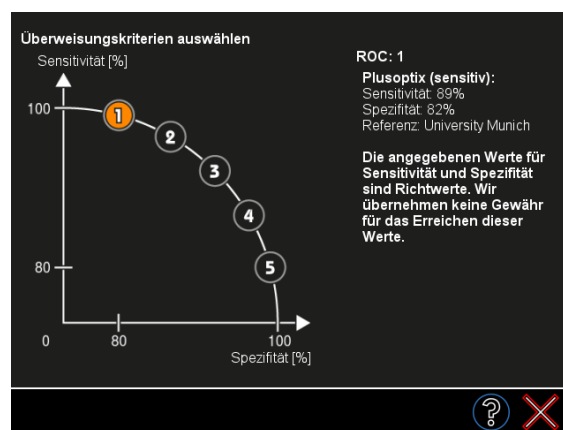 Überweisungskriterien auswählen
Sensitivität [%]
100
1
2
3
4
5
80
0
80
100
Spezifität [%]
ROC: 1
Plusoptix (sensitiv):
Sensitivität: 89%
Spezifität: 82%
Referenz: University Munich
Die angegebenen Werte für
Sensitivität und Spezifität
sind Richtwerte. Wir
übernehmen keine Gewähr
für das Erreichen dieser
Werte.
?